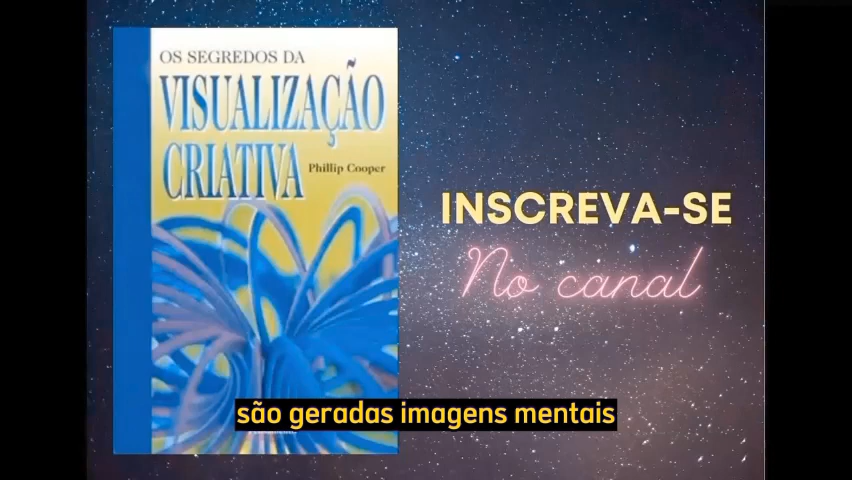 OS SEGREDOS DA
VISUALIZAÇÃO
CRIATIVA
Phillip Cooper
INSCREVA-SE
No canal
são geradas imagens mentais